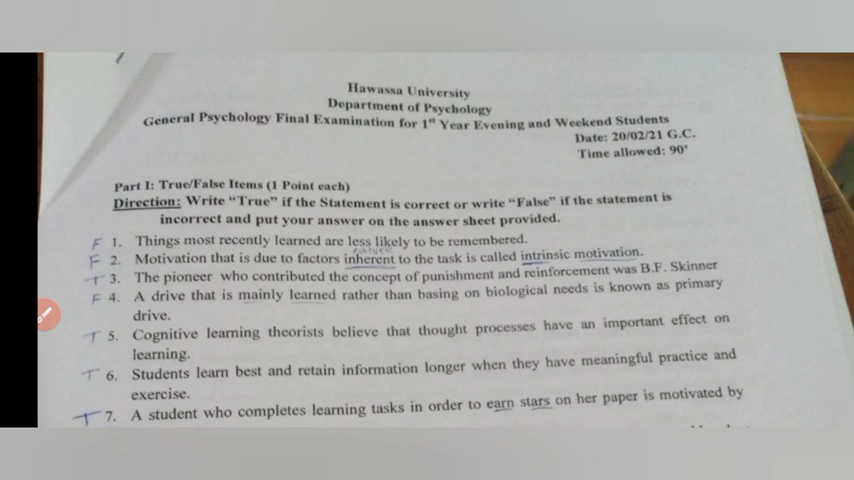 Hawassa University
Department of Psychology
General Psychology Final Examination for 1st Year Evening and Weekend Students
Date: 20/02/21 G.C.
Time allowed: 90'
Part I: True/False Items (1 Point each)
Direction: Write "True" if the Statement is correct or write "False" if the statement is
incorrect and put your answer on the answer sheet provided.
F 1. Things most recently learned are less likely to be remembered.
F 2. Motivation that is due to factors inherent to the task is called intrinsic motivation.
T 3. The pioneer who contributed the concept of punishment and reinforcement was B.F. Skinner
F 4. A drive that is mainly learned rather than basing on biological needs is known as primary
drive.
T 5. Cognitive learning theorists believe that thought processes have an important effect on
learning.
T 6. Students learn best and retain information longer when they have meaningful practice and
exercise.
T 7. A student who completes learning tasks in order to earn stars on her paper is motivated by